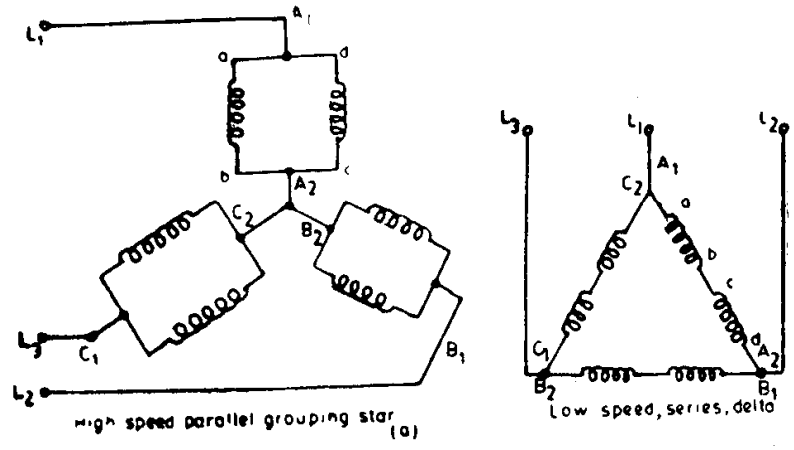 A1
L1
a
d
b
c
A2
C2
B2
L3
C1
B1
L2
High speed parallel grouping star
(a)
L3
L1
L2
A1
C2
a
b
c
d
C1
A2
B2
B1
Low speed, series, delta